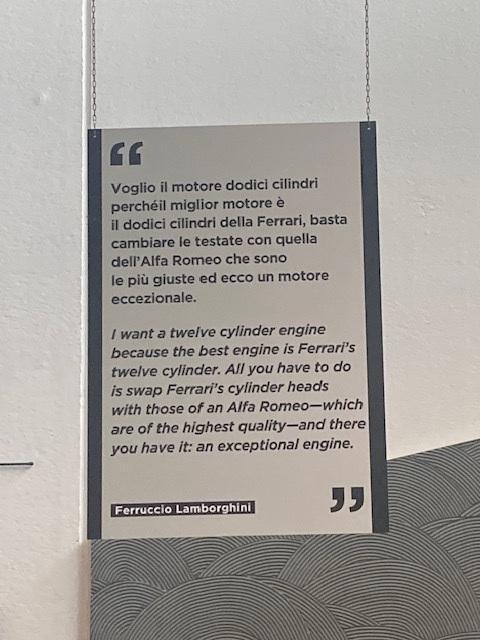 “
Voglio il motore dodici cilindri
perchéil miglior motore è
il dodici cilindri della Ferrari, basta
cambiare le testate con quella
dell'Alfa Romeo che sono
le più giuste ed ecco un motore
eccezionale.
I want a twelve cylinder engine
because the best engine is Ferrari's
twelve cylinder. All you have to do
is swap Ferrari's cylinder heads
with those of an Alfa Romeo—which
are of the highest quality—and there
you have it: an exceptional engine.
Ferruccio Lamborghini
”